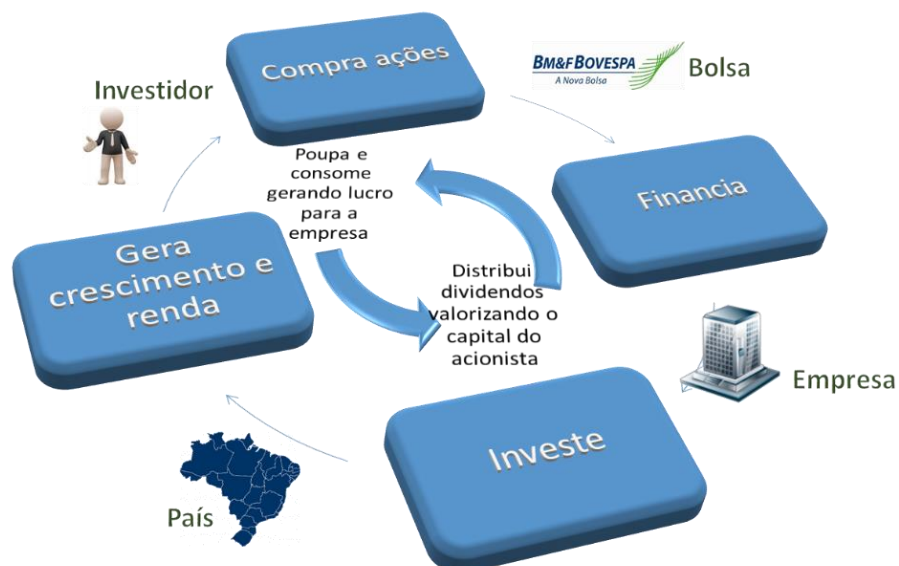 Compra ações
Investidor
BM&FBOVESPA
A Nova Bolsa
Bolsa
Poupa e
consome
gerando lucro
para a
empresa
Financia
Gera
crescimento e
renda
Distribui
dividendos
valorizando o
capital do
acionista
Empresa
Investe
País